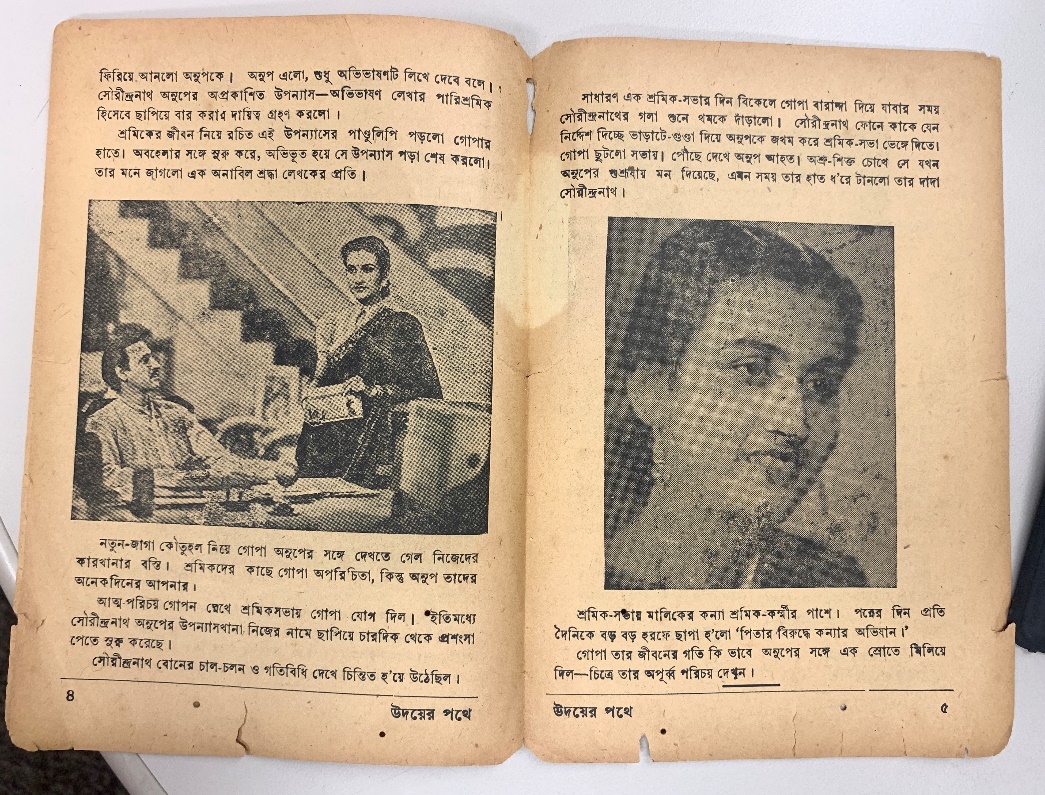 ফিরিয়ে আনলো অনুপকে। অনুপ এলো, শুধু অভিভাষণটি লিখে দেবে বলে।
সৌরীন্দ্রনাথ অনুপের অপ্রকাশিত উপন্যাস—অভিভাষণ লেখার পারিশ্রমিক
হিসেবে ছাপিয়ে বার করার দায়িত্ব গ্রহণ করলো।
শ্রমিকের জীবন নিয়ে রচিত এই উপন্যাসের পাণ্ডুলিপি পড়লো গোপার
হাতে। অবহেলার সঙ্গে সুরু করে, অভিভূত হয়ে সে উপন্যাস পড়া শেষ করলো।
তার মনে জাগলো এক অনাবিল শ্রদ্ধা লেখকের প্রতি।
নতুন-জাগা কৌতুহল নিয়ে গোপা অনুপের সঙ্গে দেখতে গেল নিজেদের
কারখানার বস্তি। শ্রমিকদের কাছে গোপা অপরিচিতা, কিন্তু অনুপ তাদের
অনেকদিনের আপনার।
আত্ম-পরিচয় গোপন রেখে শ্রমিকসভায় গোপা যোগ দিল। ইতিমধ্যে
সৌরীন্দ্রনাথ অনুপের উপন্যাসখানা নিজের নামে ছাপিয়ে চারদিক থেকে প্রশংসা
পেতে সুরু করেছে।
সৌরীন্দ্রনাথ বোনের চাল-চলন ও গতিবিধি দেখে চিন্তিত হ'য়ে উঠেছিল।
৪
উদয়ের পথে
সাধারণ এক শ্রমিক-সভার দিন বিকেলে গোপা বারান্দা দিয়ে যাবার সময়
সৌরীন্দ্রনাথের গলা শুনে থমকে দাঁড়ালো। সৌরীন্দ্রনাথ ফোনে কাকে যেন
নির্দেশ দিচ্ছে ভাড়াটে-গুণ্ডা দিয়ে অনুপকে জখম করে শ্রমিক-সভা ভেঙ্গে দিতে।
গোপা ছুটলো সভায়। পৌঁছে দেখে অনুপ আহত। অশ্রু-শিক্ত চোখে সে যখন
অনুপের শুশ্রূষায় মন দিয়েছে, এমন সময় তার হাত ধ'রে টানলো তার দাদা
সৌরীন্দ্রনাথ।
শ্রমিক-সভায় মালিকের কন্যা শ্রমিক-কর্ম্মীর পাশে। পরের দিন প্রতি
দৈনিকে বড় বড় হরফে ছাপা হ'লো 'পিতার বিরুদ্ধে কন্যার অভিযান।'
গোপা তার জীবনের গতি কি ভাবে অনুপের সঙ্গে এক স্রোতে মিলিয়ে
দিল—চিত্রে তার অপূর্ব্ব পরিচয় দেখুন।
উদয়ের পথে
৫